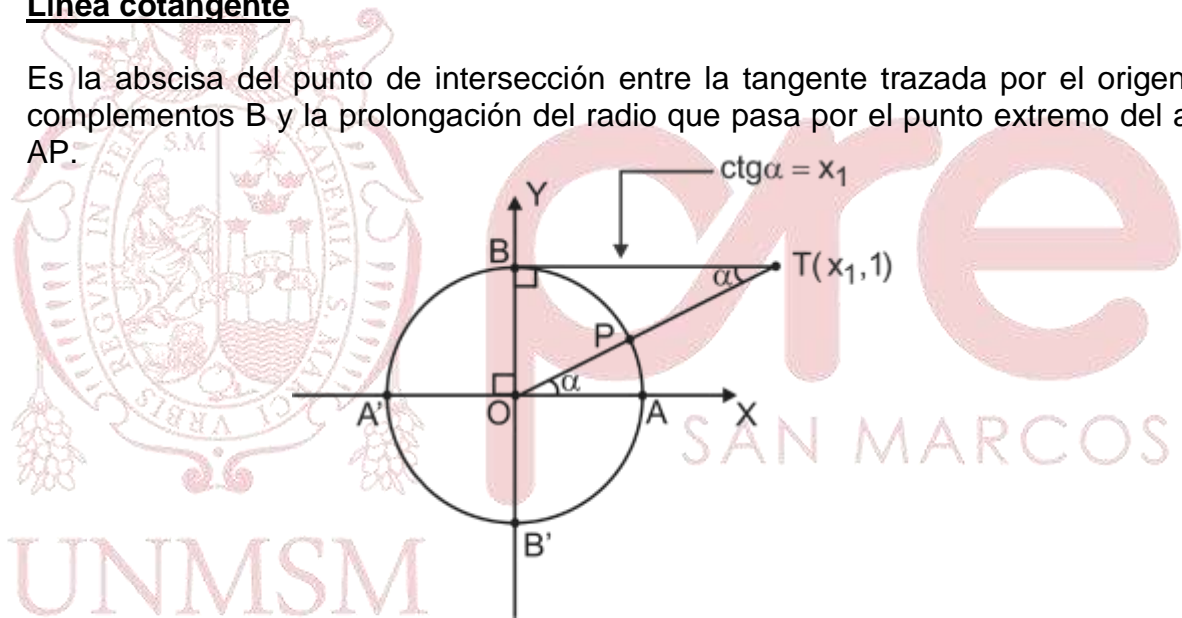 Línea cotangente
Es la abscisa del punto de intersección entre la tangente trazada por el origen
complementos B y la prolongación del radio que pasa por el punto extremo del a
AP.
S.M
ctgα = x₁
Y
B
α
T(x₁,1)
P
α
A'
O
A
X
B'
SAN MARCOS
pre
UNMSM